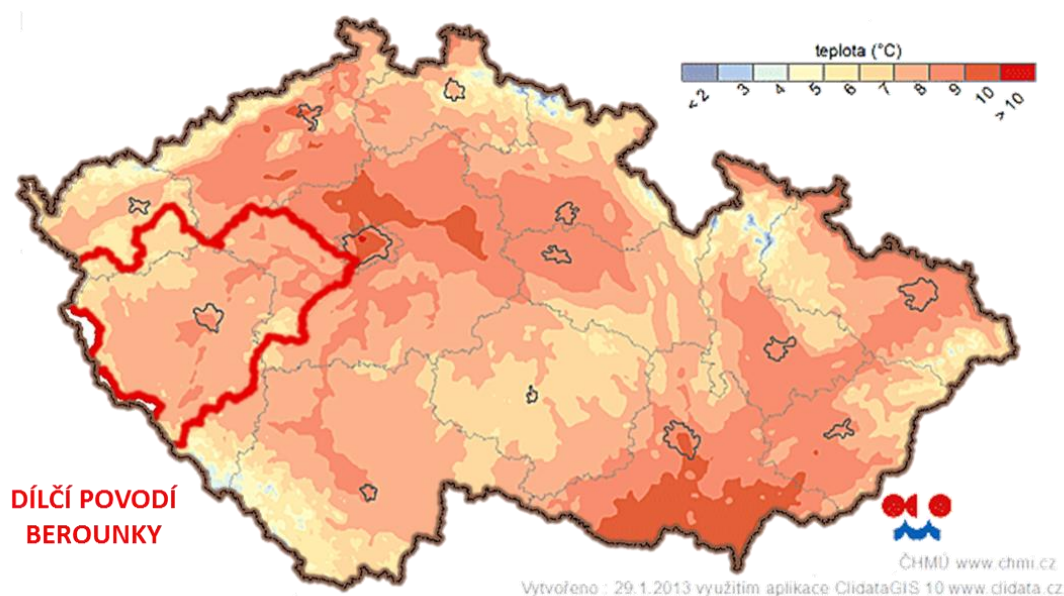 teplota (°C)
< 2 3 4 5 6 7 8 9 10 > 10
DÍLČÍ POVODÍ
BEROUNKY
ČHMÚ www.chmi.cz
Vytvořeno : 29.1.2013 využitím aplikace ClidataGIS 10 www.clidata.cz